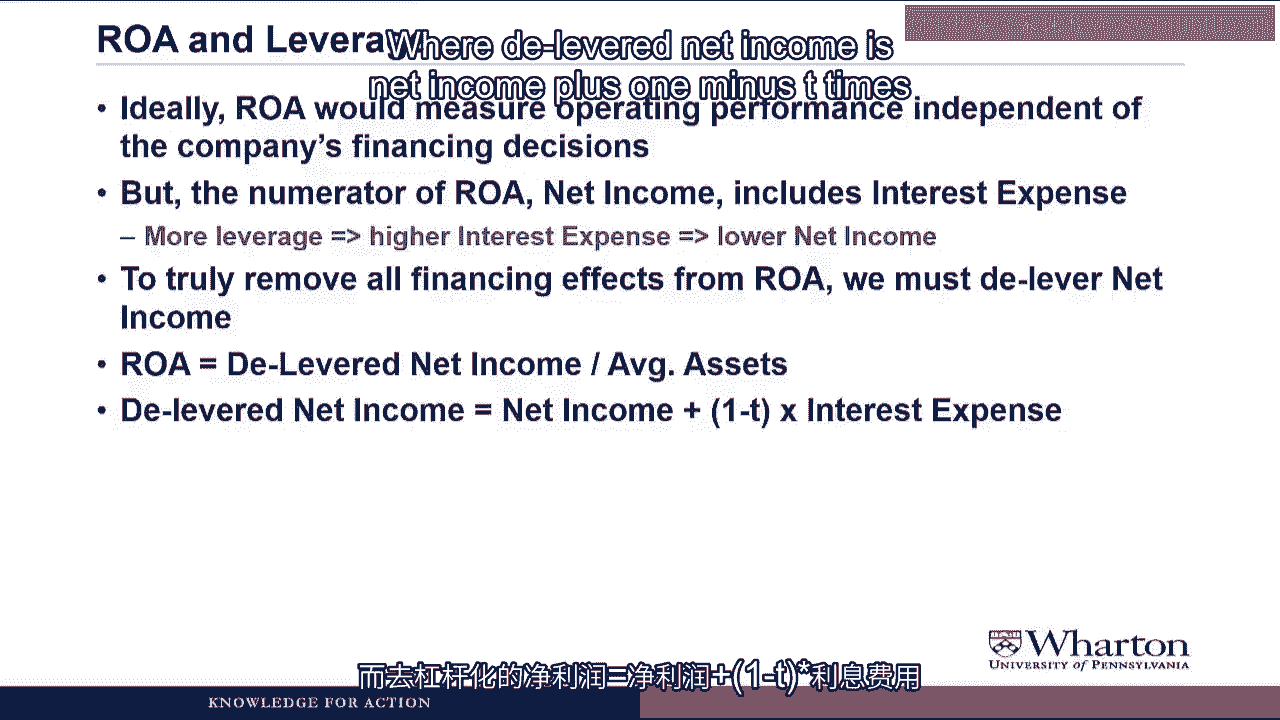 ROA and Levera
Where de-levered net income is
net income plus one minus t times
• Ideally, ROA would measure operating performance independent of
the company's financing decisions
• But, the numerator of ROA, Net Income, includes Interest Expense
– More leverage => higher Interest Expense => lower Net Income
• To truly remove all financing effects from ROA, we must de-lever Net
Income
• ROA = De-Levered Net Income / Avg. Assets
• De-levered Net Income = Net Income + (1-t) x Interest Expense
Wharton
UNIVERSITY of PENNSYLVANIA
而去杠杆化的净利润=净利润+(1-t)*利息费用
KNOWLEDGE FOR ACTION